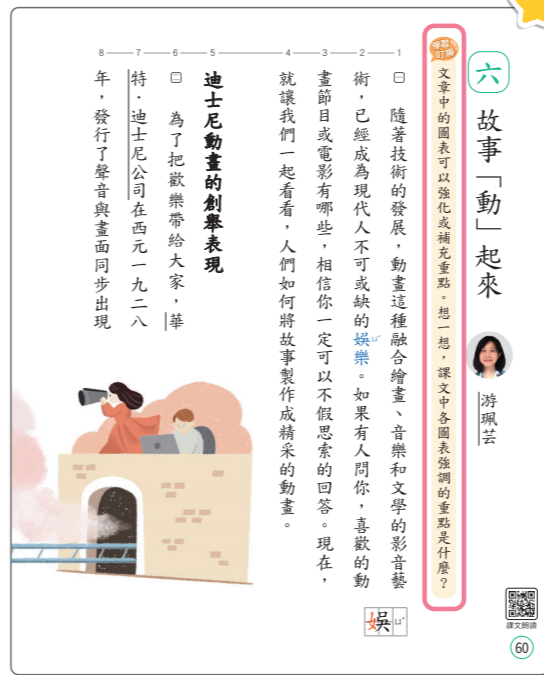 六 故事「動」起來
游珮芸
學習訂房
文章中的圖表可以強化或補充重點。想一想，課文中各圖表強調的重點是什麼？
1
一 隨著技術的發展，動畫這種融合繪畫、音樂和文學的影音藝
2
術，已經成為現代人不可或缺的娛樂。如果有人問你，喜歡的動
ㄩˊ
3
畫節目或電影有哪些，相信你一定可以不假思索的回答。現在，
4
就讓我們一起看看，人們如何將故事製作成精采的動畫。
5
迪士尼動畫的創舉表現
6
二 為了把歡樂帶給大家，華
7
特．迪士尼公司在西元一九二八
8
年，發行了聲音與畫面同步出現
娛 ㄩˊ
課文朗讀
60